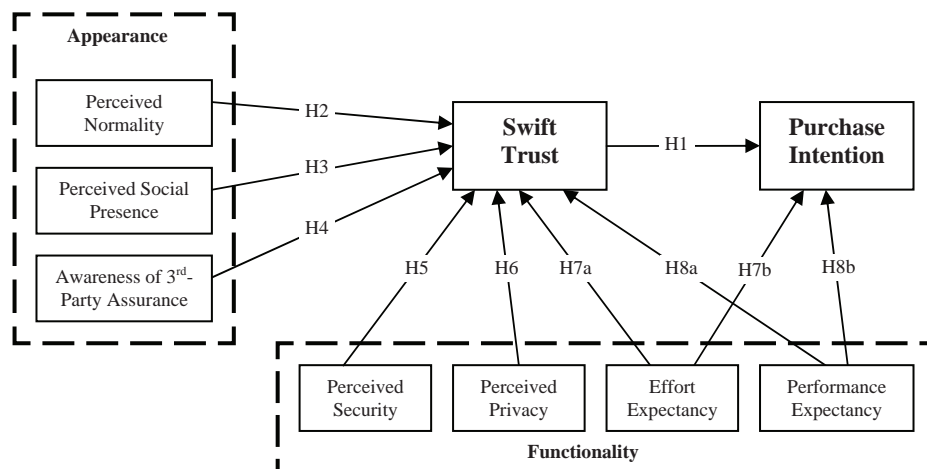 Appearance
Perceived
Normality
H2
Perceived Social
Presence
H3
Awareness of 3rd-
Party Assurance
H4
Swift
Trust
H1
Purchase
Intention
H5
H6
H7a
H8a
H7b
H8b
Perceived
Security
Perceived
Privacy
Effort
Expectancy
Performance
Expectancy
Functionality